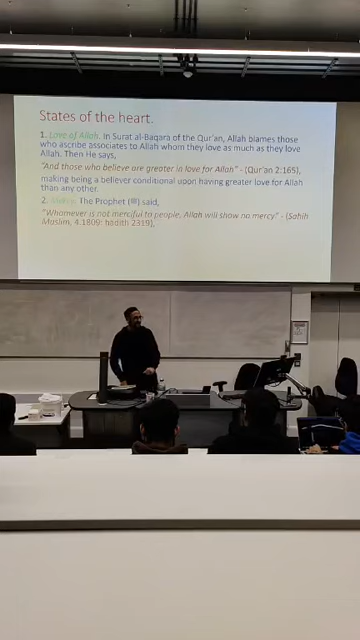 States of the heart.
1. Love of Allah. In Surat al-Baqara of the Qur'an, Allah blames those
who ascribe associates to Allah whom they love as much as they love
Allah. Then He says,
"And those who believe are greater in love for Allah" - (Qur'an 2:165),
making being a believer conditional upon having greater love for Allah
than any other.
2. The Prophet (ﷺ) said,
"Whomever is not merciful to people, Allah will show no mercy" - (Sahih
Muslim, 4.1809: hadith 2319),